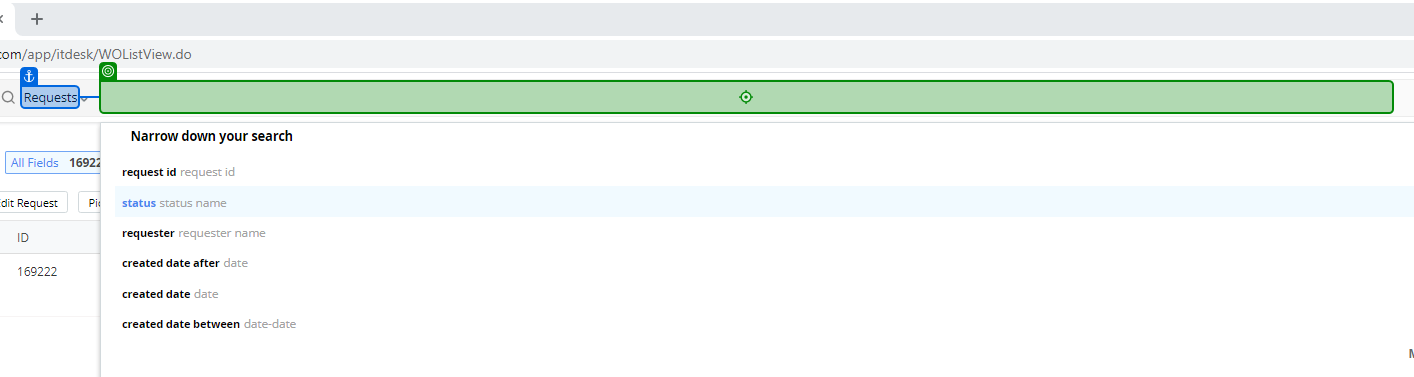 com/app/itdesk/WOListView.do
Requests
Narrow down your search
All Fields 16922
request id request id
dit Request
status status name
ID
requester requester name
169222
created date after date
created date date
created date between date-date